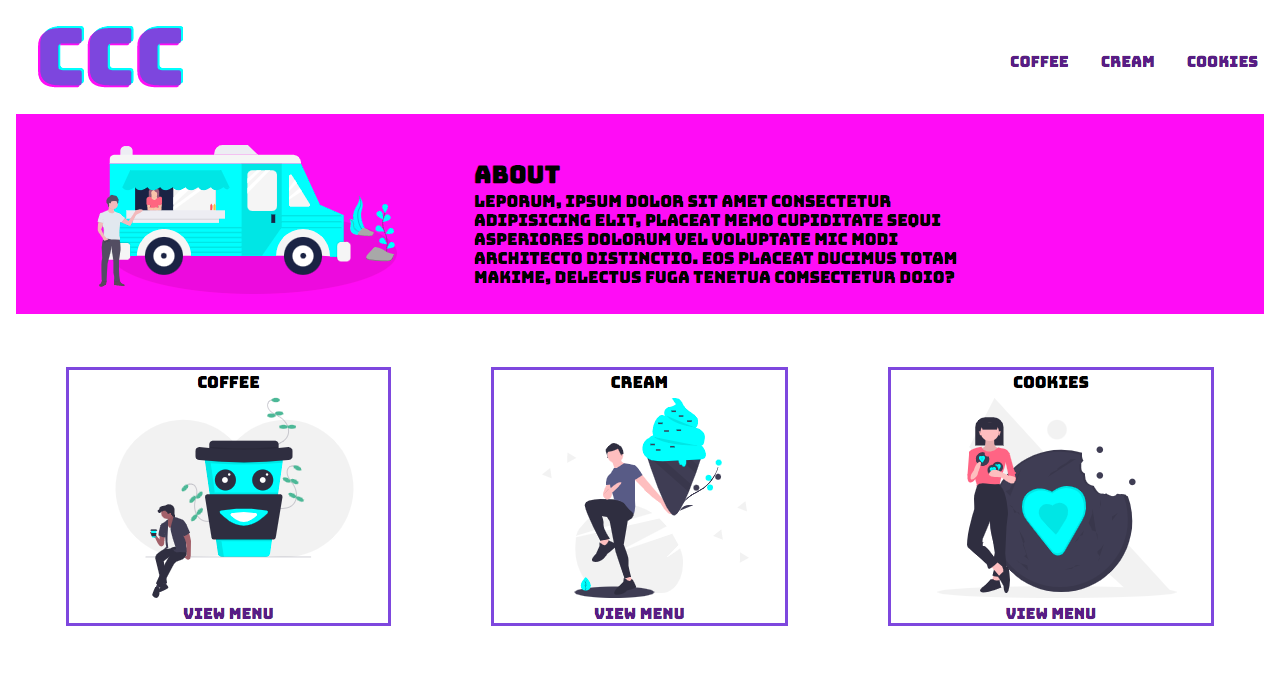 CCC
COFFEE CREAM COOKIES
ABOUT
LEPORUM, IPSUM DOLOR SIT AMET CONSECTETUR
ADIPISICING ELIT, PLACEAT MEMO CUPIDITATE SEQUI
ASPERIORES DOLORUM VEL VOLUPTATE MIC MODI
ARCHITECTO DISTINCTIO. EOS PLACEAT DUCIMUS TOTAM
MAKIME, DELECTUS FUGA TENETUA COMSECTETUR DOIO?
COFFEE
CREAM
COOKIES
VIEW MENU
VIEW MENU
VIEW MENU